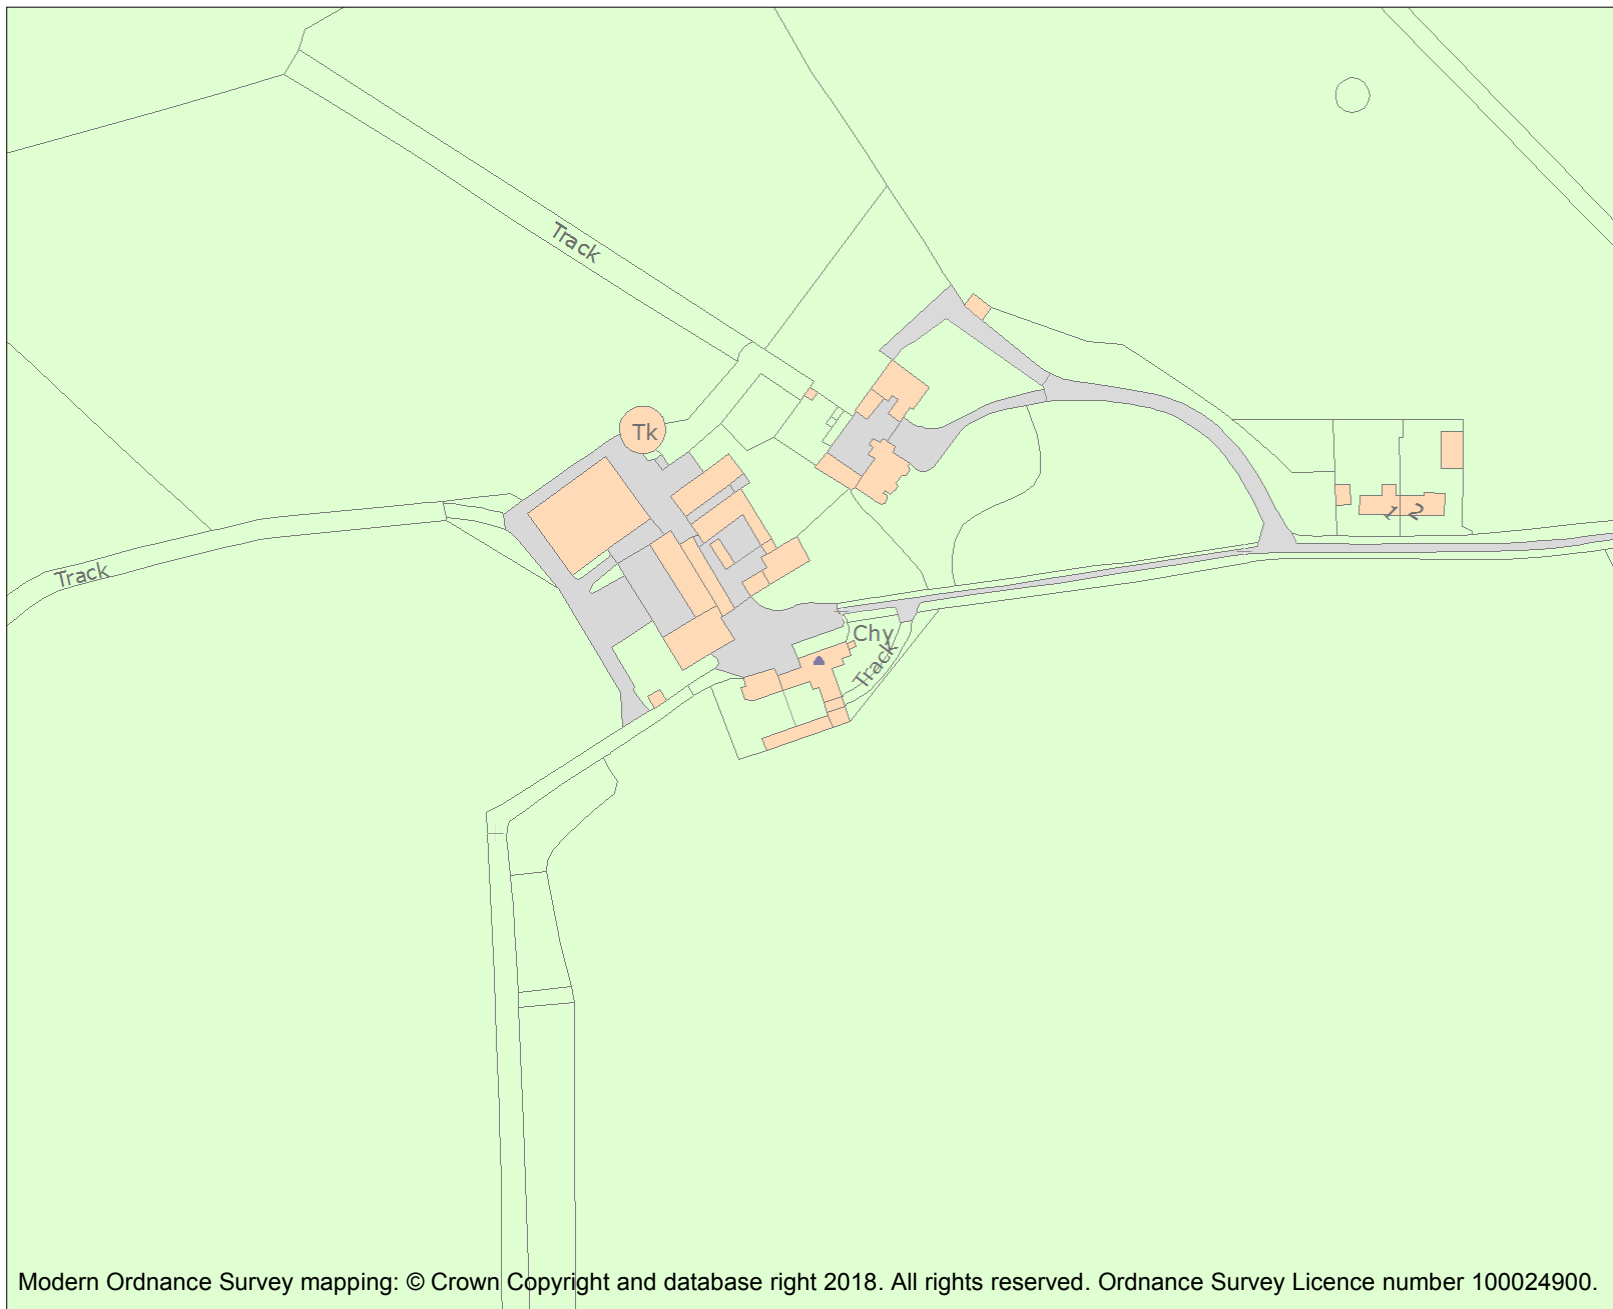 Track
Tk
1 2
Track
Chy
Track
Modern Ordnance Survey mapping: © Crown Copyright and database right 2018. All rights reserved. Ordnance Survey Licence number 100024900.